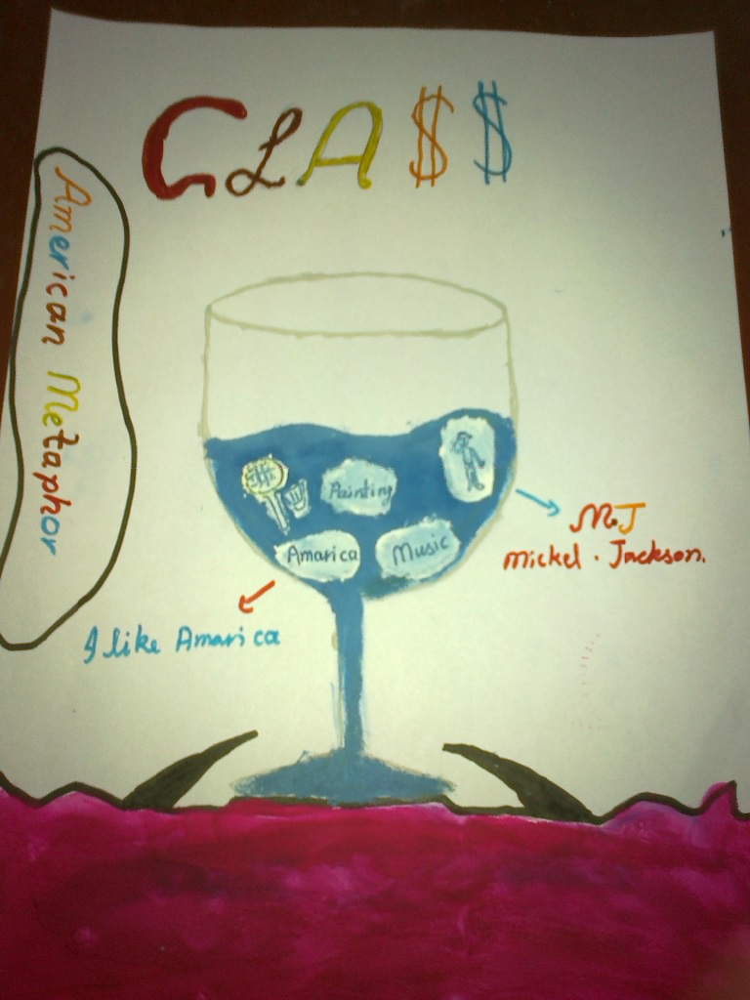 GLA$$
American Metaphor
Painting
Amarica
Music
M.J
Mickel . Jackson.
I like Amarica